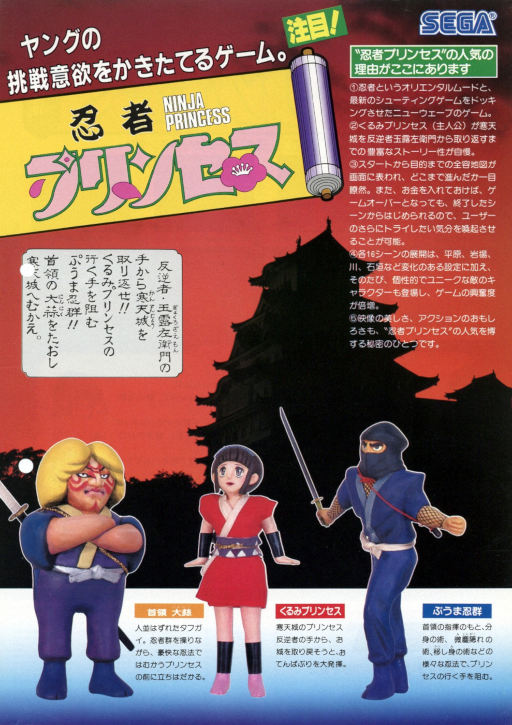 ヤングの
挑戦意欲をかきたてるゲーム。
注目!
SEGA®
忍者
NINJA
PRINCESS
プリンセス
"忍者プリンセス"の人気の
理由がここにあります
①忍者というオリエンタルムードと、
最新のシューティングゲームをドッキ
ングさせたニューウェーブのゲーム。
②くるみプリンセス(主人公)が寒天
城を反逆者玉露左衛門から取り返すま
での豊富なストーリー性が自慢。
③スタートから目的までの全容地図が
画面に表われ、どこまで進んだか一目
瞭然。また、お金を入れておけば、ゲ
ームオーバーとなっても、終了したシ
ーンからはじめられるので、ユーザー
のさらにトライしたい気分を喚起させ
ることが可能。
④各16シーンの展開は、平原、岩場、
川、石垣など変化のある設定に加え、
そのたび、個性的でユニークな敵のキ
ャラクターも登場し、ゲームの興奮度
が倍増。
⑤映像の美しさ、アクションのおもし
ろさも、"忍者プリンセス"の人気を博
する秘密のひとつです。
反逆者・玉露左衛門の
ぎょくろざえもん
手から寒天城を
かんてんじょう
取り返せ!!
くるみプリンセスの
行く手を阻む
ぷうま忍群!!
首領の大蒜をたおし
寒天城へむかえ。
首領 大蒜
人並はずれたタフガ
イ。忍者群を操りな
がら、豪快な忍法で
はむかうプリンセス
の前に立ちはだかる。
くるみプリンセス
寒天城のプリンセス
反逆者の手から、お
城を取り戻そうと、お
てんばぶりを大発揮。
ぷうま忍群
首領の指揮のもと、分
身の術、微塵隠れの
術、移し身の術などの
様々な忍法で、プリン
セスの行く手を阻む。